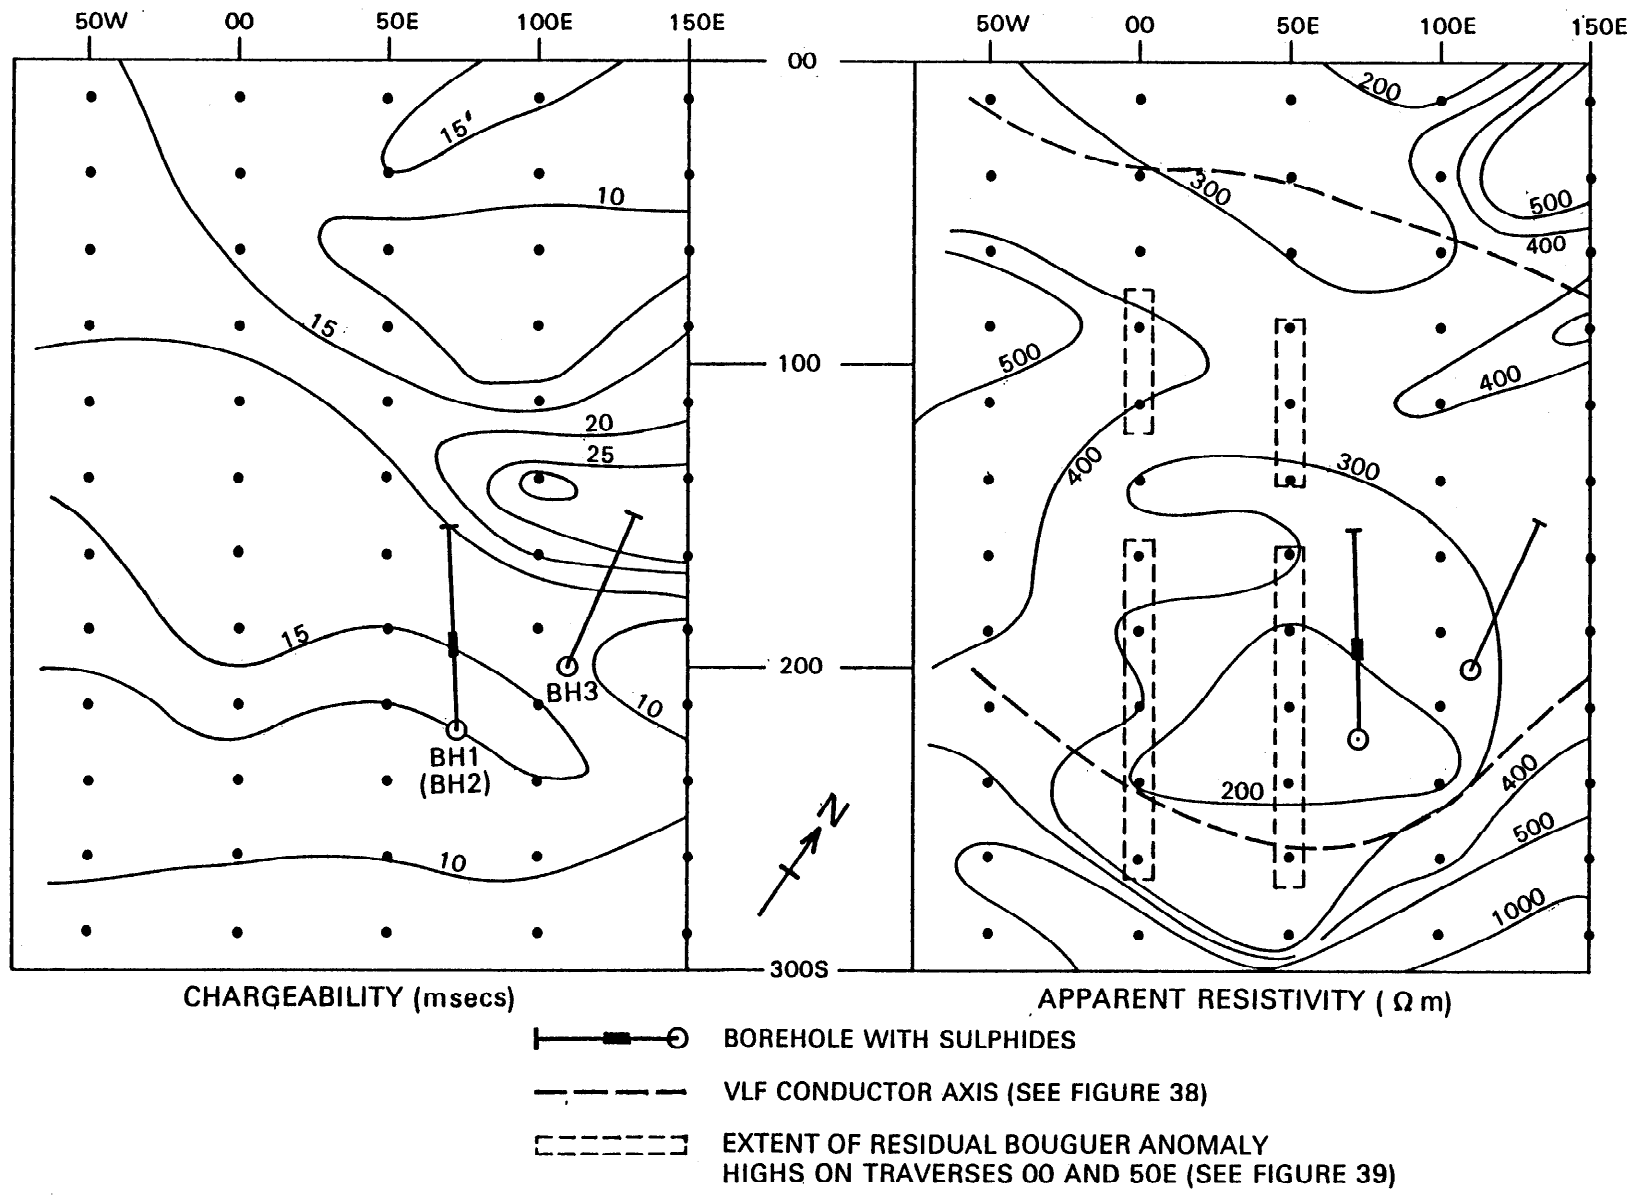 50W 00 50E 100E 150E
50W 00 50E 100E 150E
00
200
15'
300
10
500
400
15
100
500
400
20
25
400
300
15
200
BH3
10
BH1
(BH2)
200
400
500
10
N
1000
300S
CHARGEABILITY (msecs)
APPARENT RESISTIVITY (Ωm)
BOREHOLE WITH SULPHIDES
VLF CONDUCTOR AXIS (SEE FIGURE 38)
EXTENT OF RESIDUAL BOUGUER ANOMALY
HIGHS ON TRAVERSES 00 AND 50E (SEE FIGURE 39)